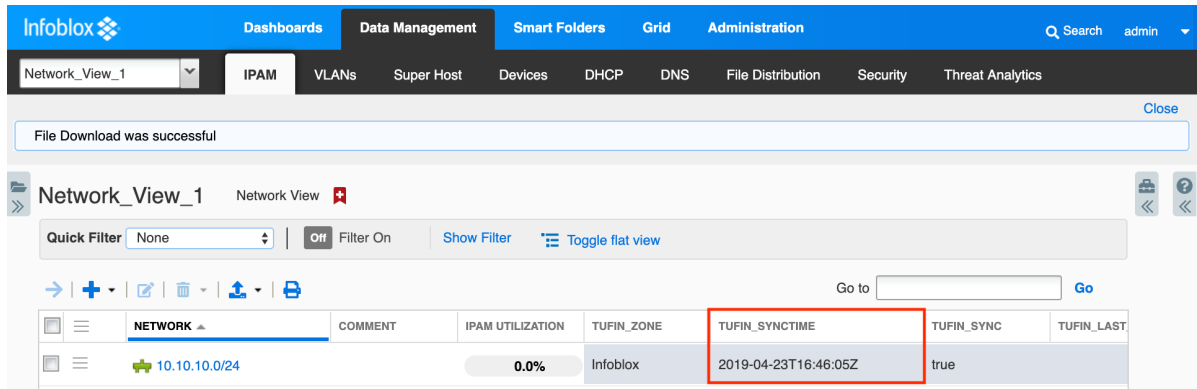 Infoblox Dashboards Data Management Smart Folders Grid Administration Search admin
Network_View_1 IPAM VLANs Super Host Devices DHCP DNS File Distribution Security Threat Analytics
Close
File Download was successful
Network_View_1 Network View
Quick Filter None Off Filter On Show Filter Toggle flat view
Go to Go
NETWORK COMMENT IPAM UTILIZATION TUFIN_ZONE TUFIN_SYNCTIME TUFIN_SYNC TUFIN_LAST_
10.10.10.0/24 0.0% Infoblox 2019-04-23T16:46:05Z true